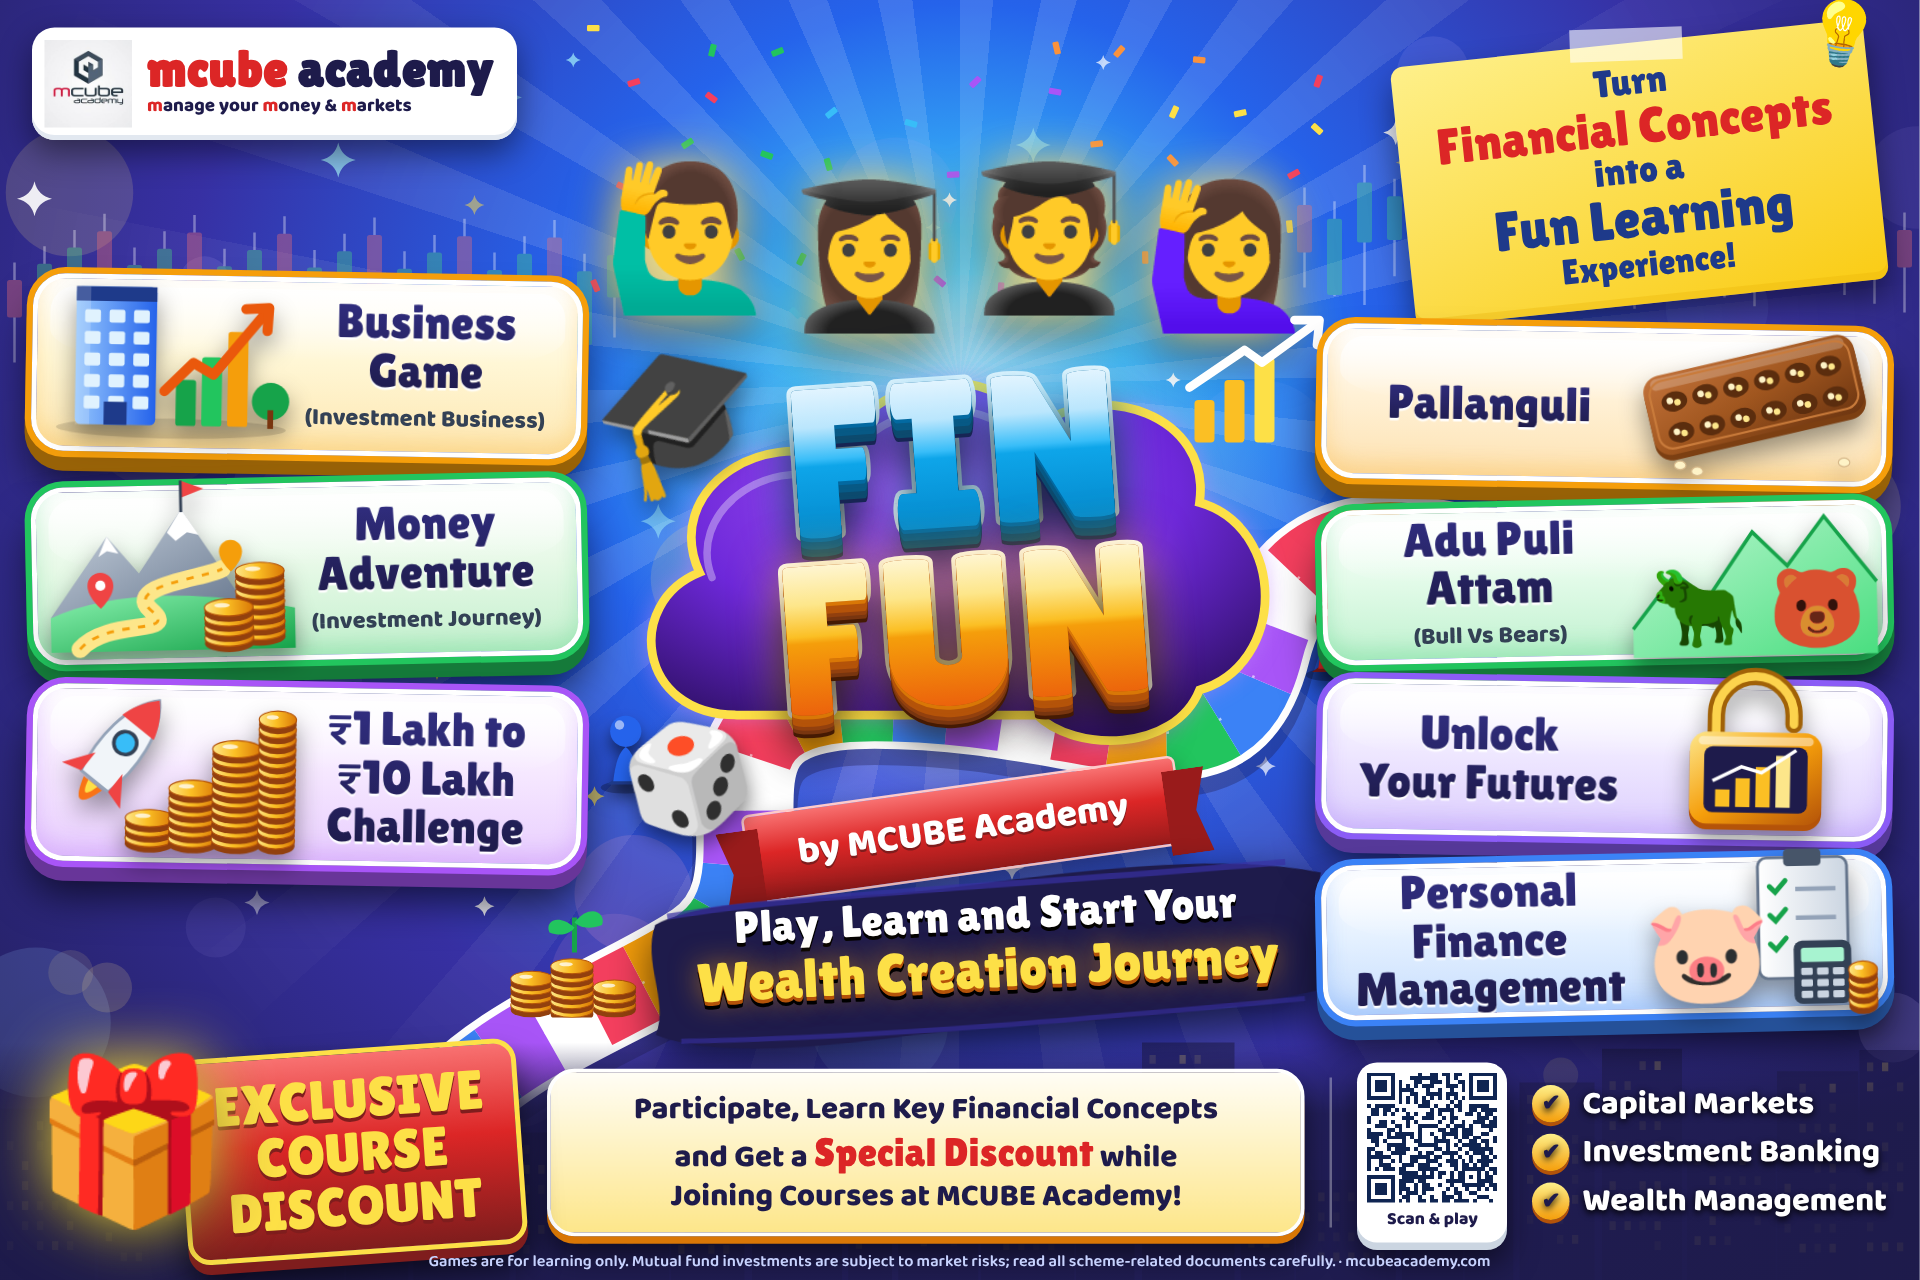 mcube
academy
mcube academy
manage your money & markets
Turn
Financial Concepts
into a
Fun Learning
Experience!
Business
Game
(Investment Business)
Money
Adventure
(Investment Journey)
₹1 Lakh to
₹10 Lakh
Challenge
FIN
FUN
by MCUBE Academy
Play, Learn and Start Your
Wealth Creation Journey
Pallanguli
Adu Puli
Attam
(Bull Vs Bears)
Unlock
Your Futures
Personal
Finance
Management
EXCLUSIVE
COURSE
DISCOUNT
Participate, Learn Key Financial Concepts
and Get a Special Discount while
Joining Courses at MCUBE Academy!
Scan & play
✔ Capital Markets
✔ Investment Banking
✔ Wealth Management
Games are for learning only. Mutual fund investments are subject to market risks; read all scheme-related documents carefully. · mcubeacademy.com